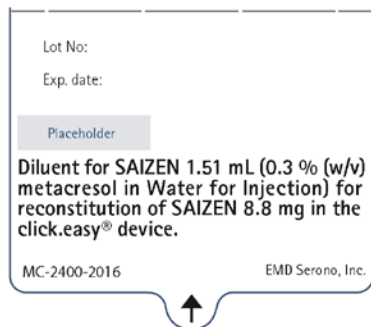 Lot No:
Exp. date:
Placeholder
Diluent for SAIZEN 1.51 mL (0.3 % (w/v)
metacresol in Water for Injection) for
reconstitution of SAIZEN 8.8 mg in the
click.easy® device.
MC-2400-2016 EMD Serono, Inc.